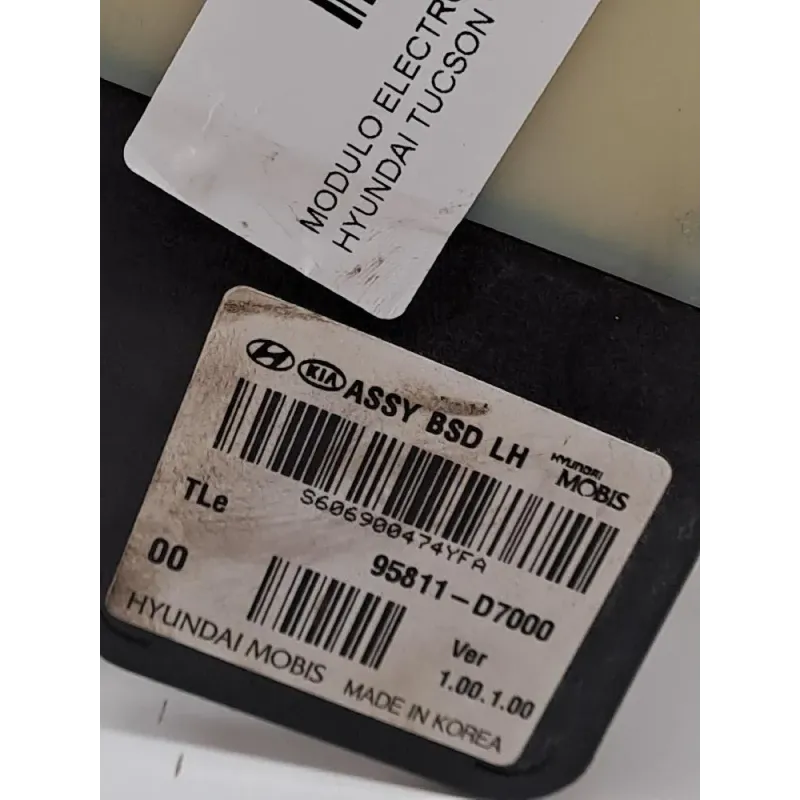 MODULO ELECTRO
HYUNDAI TUCSON
KIA ASSY BSD LH
HYUNDAI
MOBIS
S606900474YFA
TLe
95811-D7000
00
Ver
1.00.1.00
HYUNDAI MOBIS MADE IN KOREA